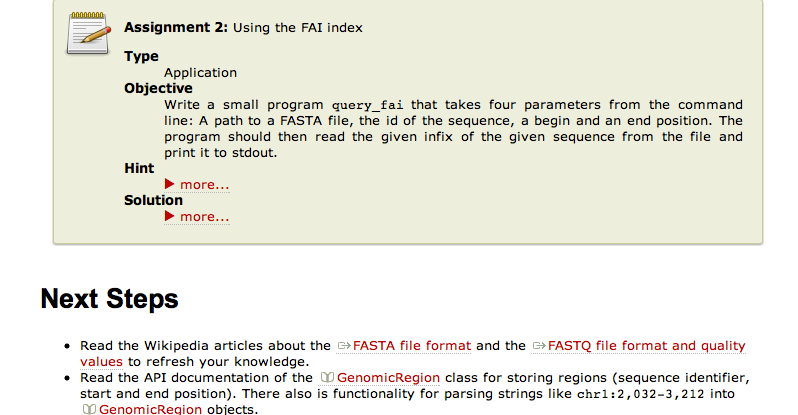 Assignment 2: Using the FAI index
Type
Application
Objective
Write a small program query_fai that takes four parameters from the command
line: A path to a FASTA file, the id of the sequence, a begin and an end position. The
program should then read the given infix of the given sequence from the file and
print it to stdout.
Hint
more...
Solution
more...
Next Steps
Read the Wikipedia articles about the FASTA file format and the FASTQ file format and quality
values to refresh your knowledge.
Read the API documentation of the GenomicRegion class for storing regions (sequence identifier,
start and end position). There also is functionality for parsing strings like chr1:2,032-3,212 into
GenomicRegion objects.